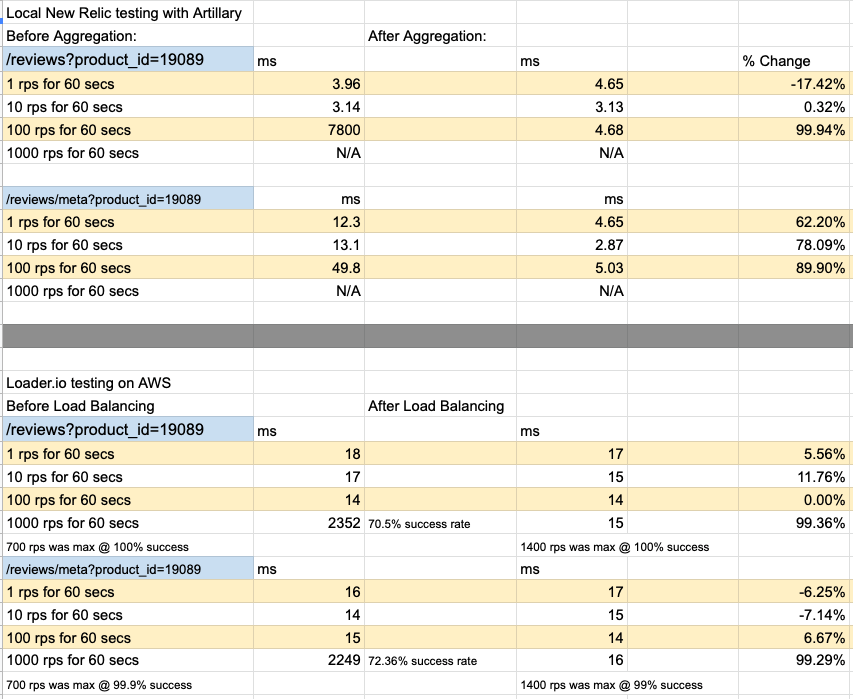 Local New Relic testing with Artillary
Before Aggregation: After Aggregation:
/reviews?product_id=19089 ms ms % Change
1 rps for 60 secs 3.96 4.65 -17.42%
10 rps for 60 secs 3.14 3.13 0.32%
100 rps for 60 secs 7800 4.68 99.94%
1000 rps for 60 secs N/A N/A
/reviews/meta?product_id=19089 ms ms
1 rps for 60 secs 12.3 4.65 62.20%
10 rps for 60 secs 13.1 2.87 78.09%
100 rps for 60 secs 49.8 5.03 89.90%
1000 rps for 60 secs N/A N/A
Loader.io testing on AWS
Before Load Balancing After Load Balancing
/reviews?product_id=19089 ms ms
1 rps for 60 secs 18 17 5.56%
10 rps for 60 secs 17 15 11.76%
100 rps for 60 secs 14 14 0.00%
1000 rps for 60 secs 2352 70.5% success rate 15 99.36%
700 rps was max @ 100% success 1400 rps was max @ 100% success
/reviews/meta?product_id=19089 ms ms
1 rps for 60 secs 16 17 -6.25%
10 rps for 60 secs 14 15 -7.14%
100 rps for 60 secs 15 14 6.67%
1000 rps for 60 secs 2249 72.36% success rate 16 99.29%
700 rps was max @ 99.9% success 1400 rps was max @ 99% success